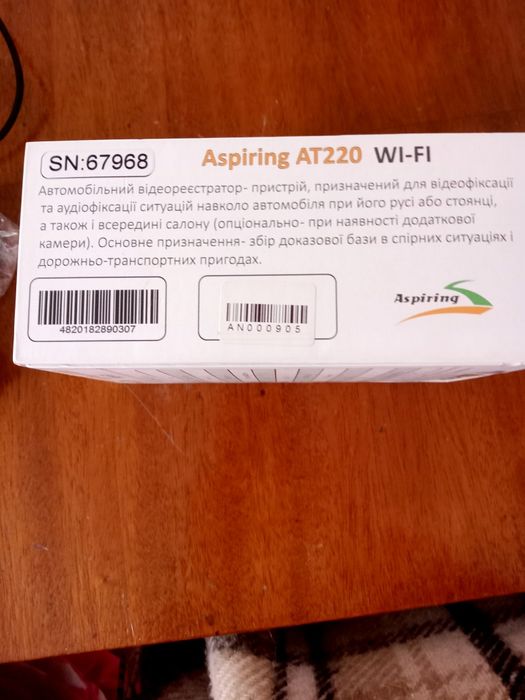 SN:67968 Aspiring AT220 WI-FI
Автомобільний відеореєстратор- пристрій, призначений для відеофіксації
та аудіофіксації ситуацій навколо автомобіля при його русі або стоянці,
а також і всередині салону (опціонально- при наявності додаткової
камери). Основне призначення- збір доказової бази в спірних ситуаціях і
дорожньо-транспортних пригодах.
4820182890307
AN000905
Aspiring